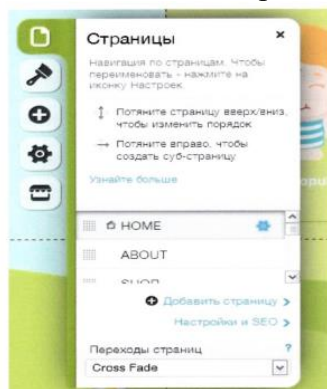 Страницы ×
Навигация по страницам. Чтобы
переименовать - нажмите на
иконку Настроек
Потяните страницу вверх/вниз,
чтобы изменить порядок
Потяните вправо, чтобы
создать суб-страницу
Узнайте больше
HOME
ABOUT
SHOP
Добавить страницу >
Настройки и SEO >
Переходы страниц ?
Cross Fade